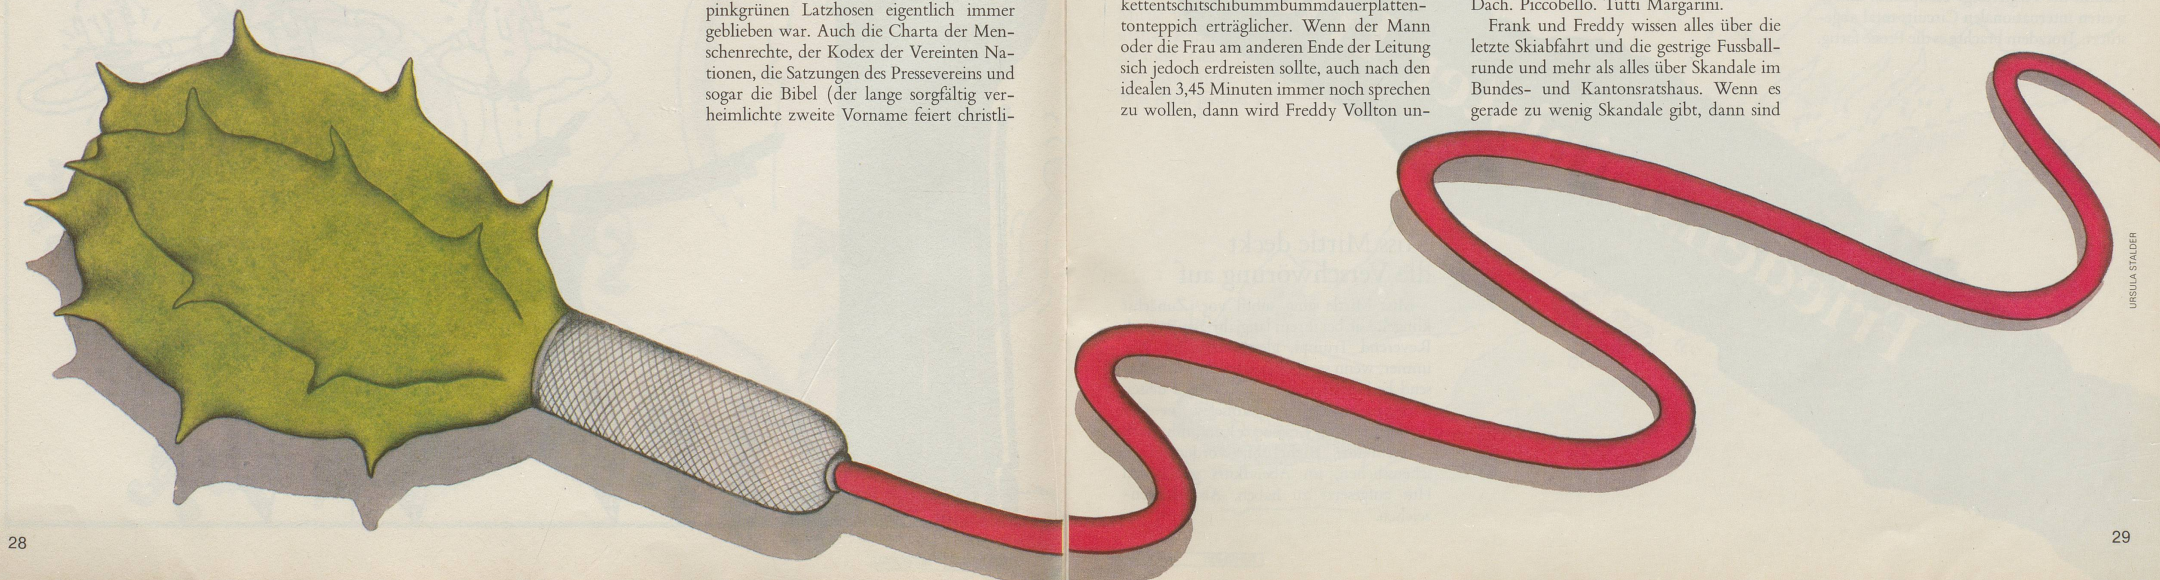 pinkgrünen Latzhosen eigentlich immer
geblieben war. Auch die Charta der Men-
schenrechte, der Kodex der Vereinten Na-
tionen, die Satzungen des Pressevereins und
sogar die Bibel (der lange sorgfältig ver-
heimlichte zweite Vorname feiert christli-
kettentschitschibummbummdauerplatten-
tonteppich erträglicher. Wenn der Mann
oder die Frau am anderen Ende der Leitung
sich jedoch erdreisten sollte, auch nach den
idealen 3,45 Minuten immer noch sprechen
zu wollen, dann wird Freddy Vollton un-
Dach. Piccobello. Tutti Margarini.
Frank und Freddy wissen alles über die
letzte Skiabfahrt und die gestrige Fussball-
runde und mehr als alles über Skandale im
Bundes- und Kantonsratshaus. Wenn es
gerade zu wenig Skandale gibt, dann sind
URSULA STALDER
28
29